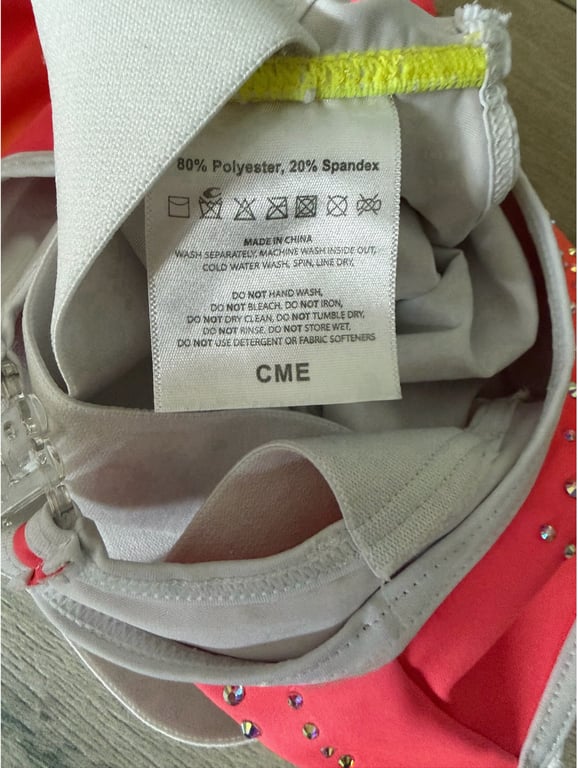 80% Polyester, 20% Spandex
MADE IN CHINA
WASH SEPARATELY, MACHINE WASH INSIDE OUT,
COLD WATER WASH, SPIN, LINE DRY,
DO NOT HAND WASH,
DO NOT BLEACH, DO NOT IRON,
DO NOT DRY CLEAN, DO NOT TUMBLE DRY,
DO NOT RINSE. DO NOT STORE WET,
DO NOT USE DETERGENT OR FABRIC SOFTENERS
CME